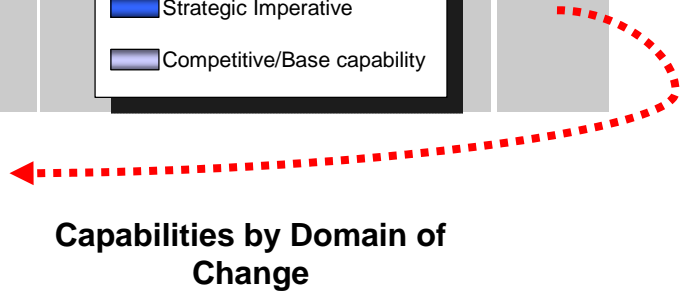 Strategic Imperative
Competitive/Base capability
Capabilities by Domain of
Change